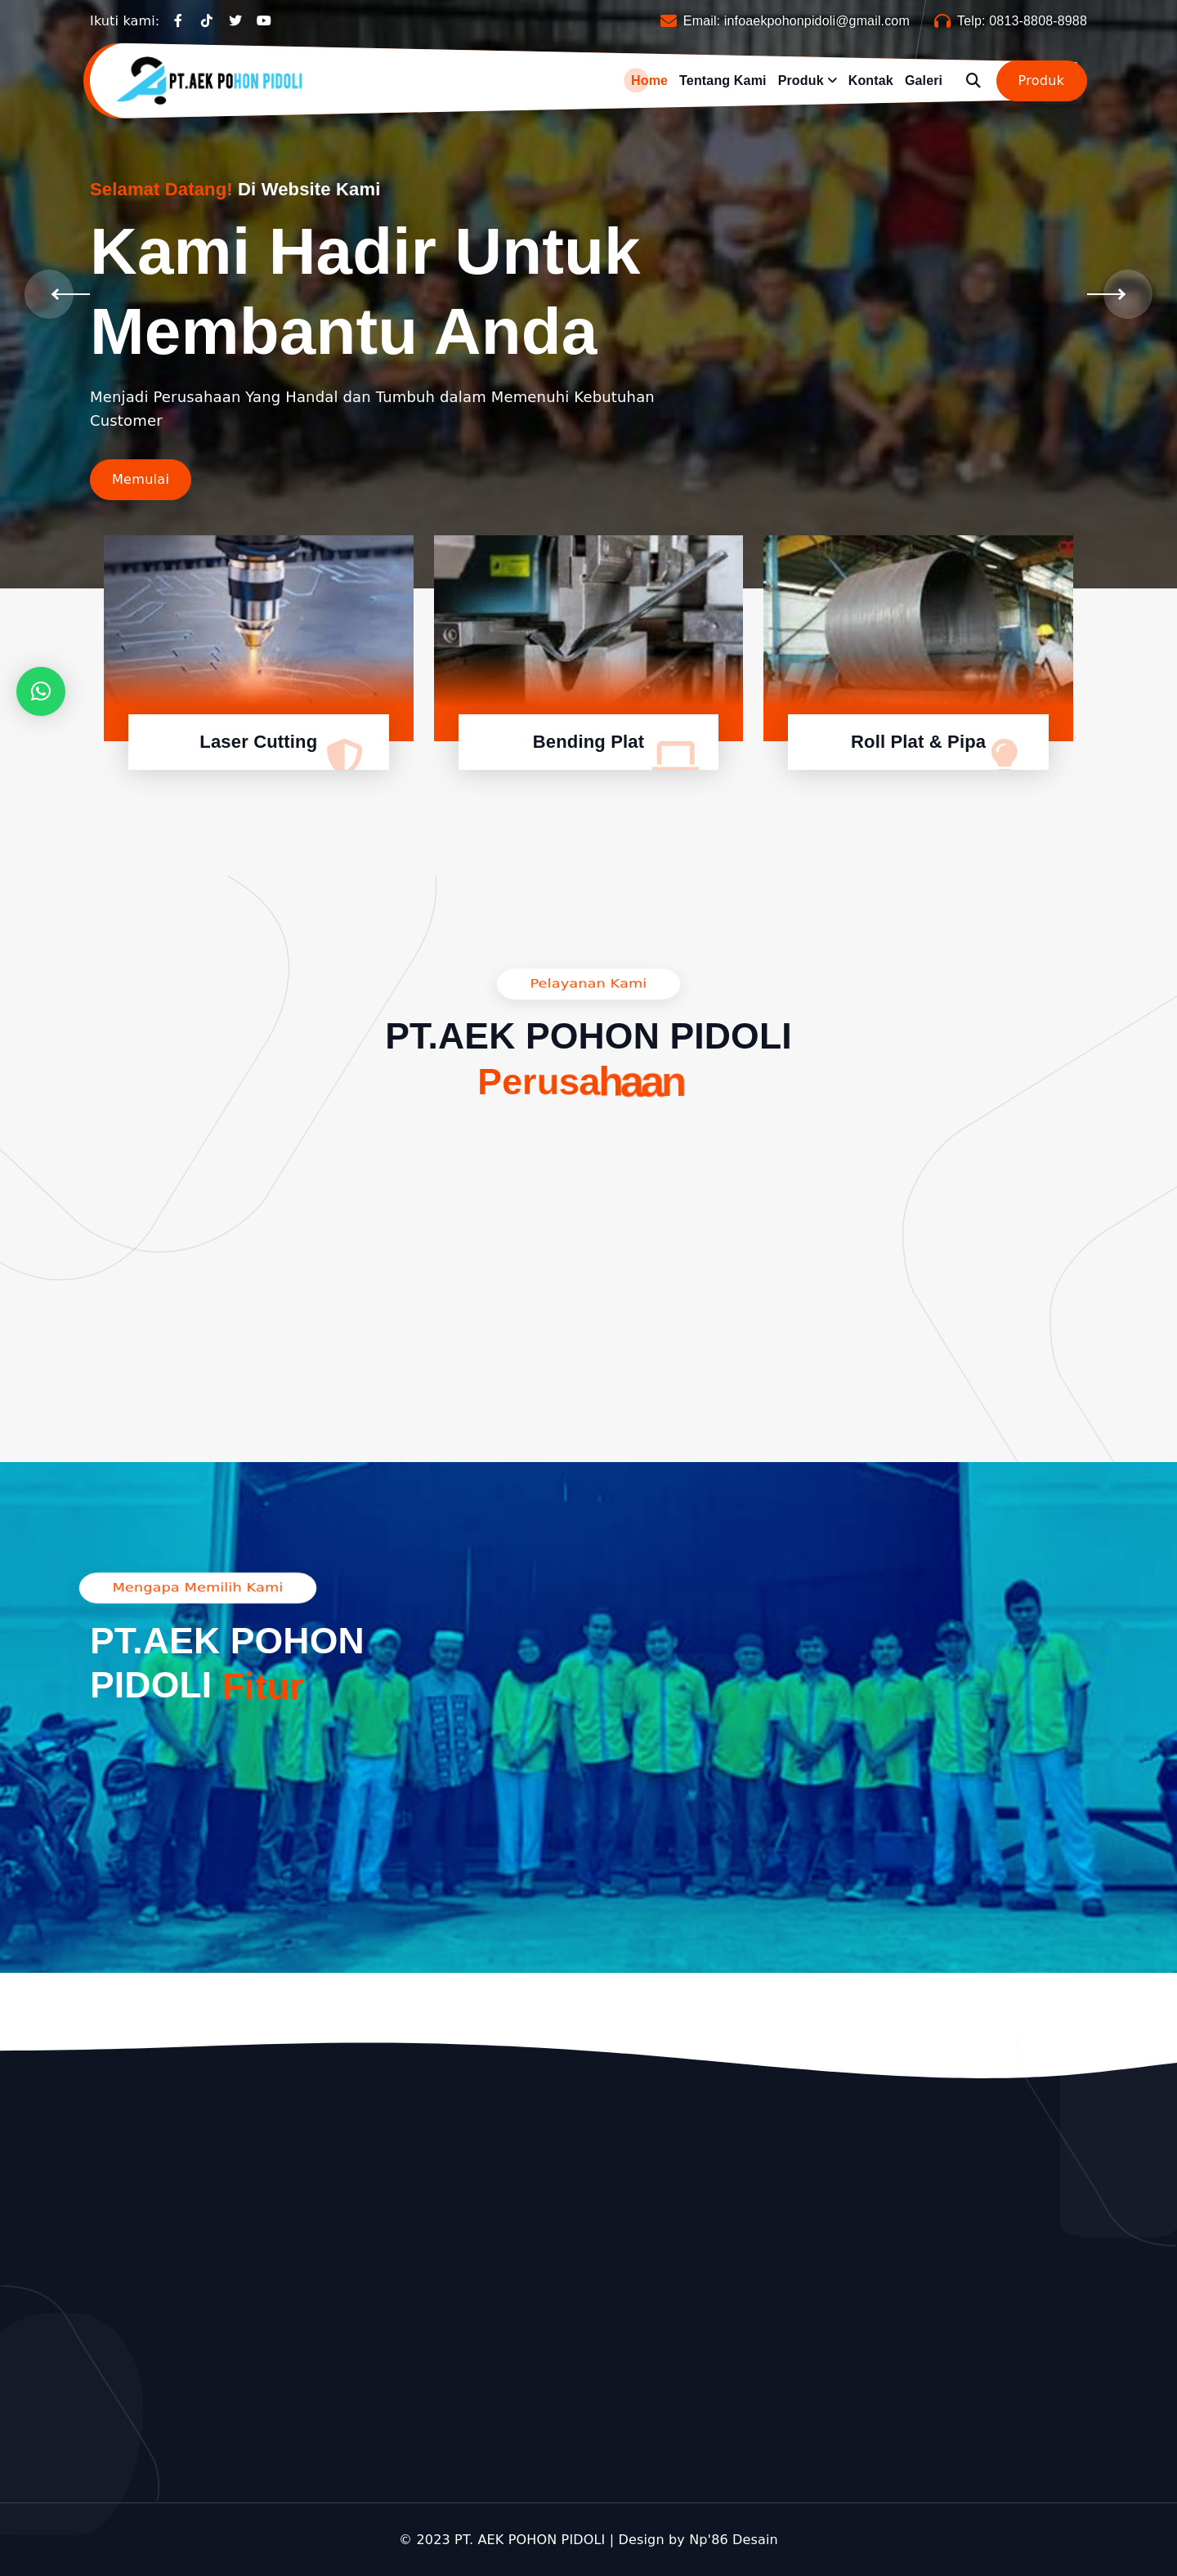 Ikuti kami:
Email: infoaekpohonpidoli@gmail.com
Telp: 0813-8808-8988
PT.AEK POHON PIDOLI
Home
Tentang Kami
Produk
Kontak
Galeri
Produk
Selamat Datang! Di Website Kami
Kami Hadir Untuk
Membantu Anda
Menjadi Perusahaan Yang Handal dan Tumbuh dalam Memenuhi Kebutuhan
Customer
Memulai
Laser Cutting
Bending Plat
Roll Plat & Pipa
Pelayanan Kami
PT.AEK POHON PIDOLI
Perusahaan
Mengapa Memilih Kami
PT.AEK POHON
PIDOLI Fitur
© 2023 PT. AEK POHON PIDOLI | Design by Np'86 Desain